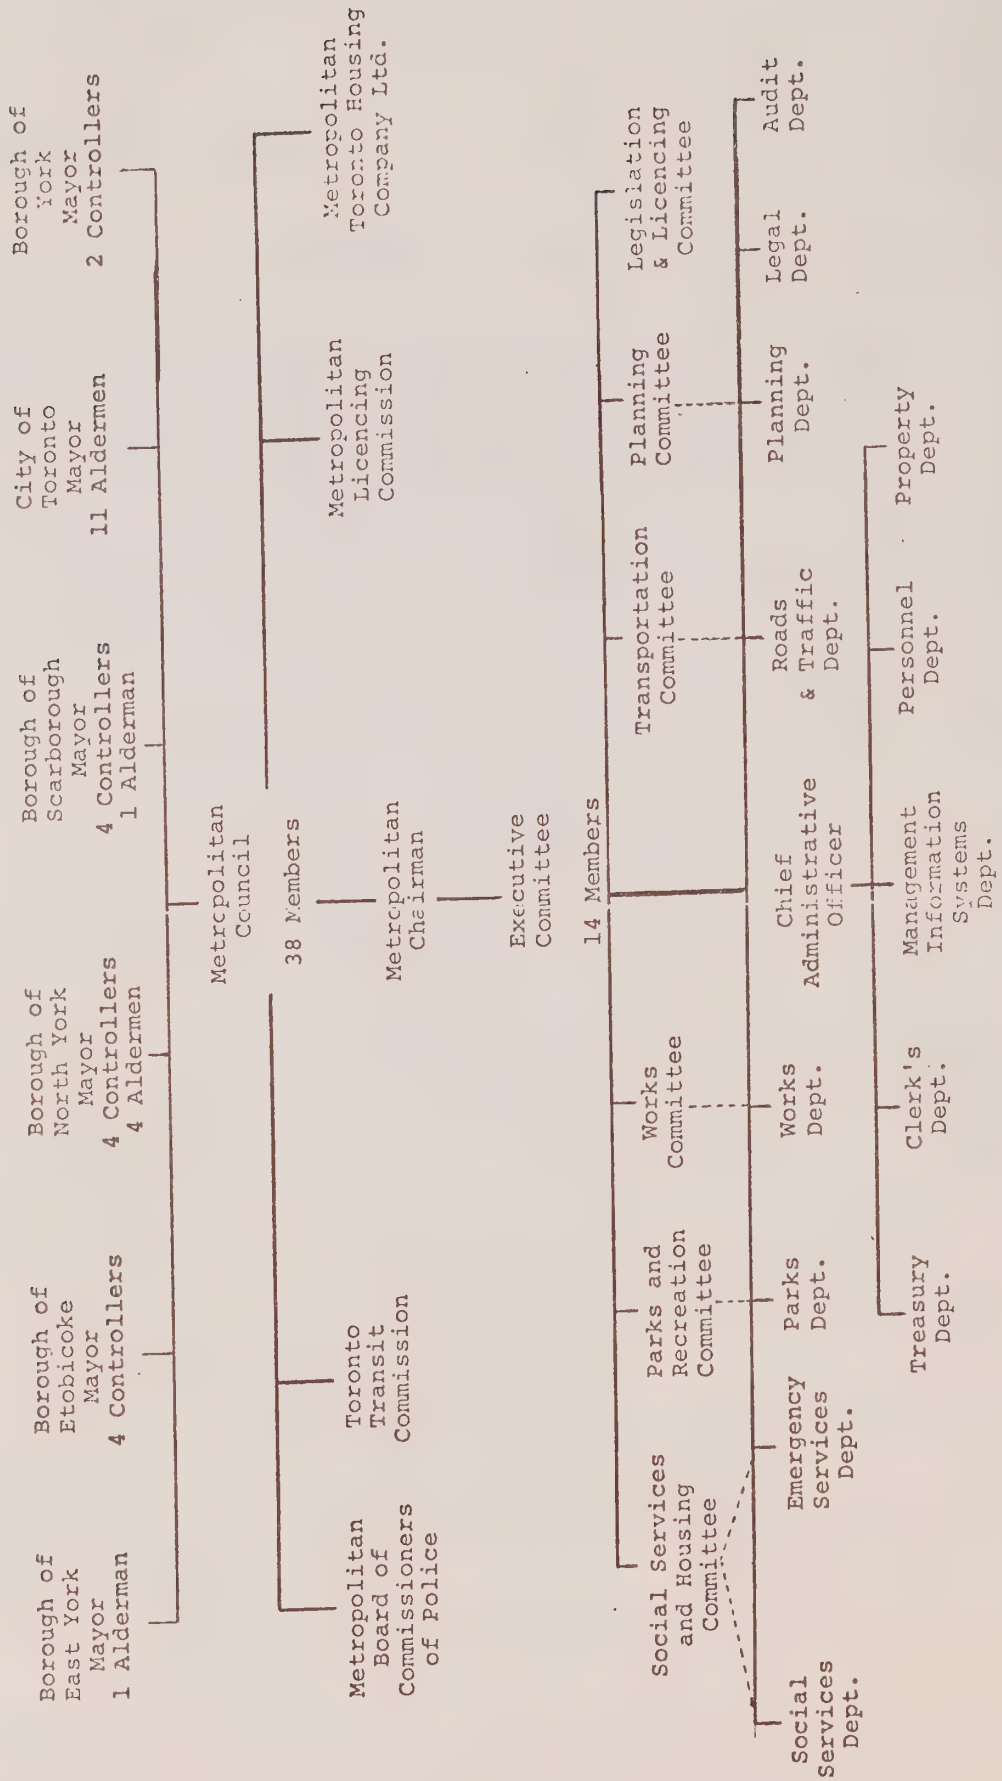 Borough of
East York
Mayor
1 Alderman
Borough of
Etobicoke
Mayor
4 Controllers
Borough of
North York
Mayor
4 Controllers
4 Aldermen
Borough of
Scarborough
Mayor
4 Controllers
1 Alderman
City of
Toronto
Mayor
11 Aldermen
Borough of
York
Mayor
2 Controllers
Metropolitan
Council
38 Members
Metropolitan
Board of
Commissioners
of Police
Toronto
Transit
Commission
Metropolitan
Licencing
Commission
Metropolitan
Toronto Housing
Company Ltd.
Metropolitan
Chairman
Executive
Committee
14 Members
Social Services
and Housing
Committee
Parks and
Recreation
Committee
Works
Committee
Transportation
Committee
Planning
Committee
Legislation
& Licencing
Committee
Social
Services
Dept.
Emergency
Services
Dept.
Parks
Dept.
Works
Dept.
Chief
Administrative
Officer
Roads
& Traffic
Dept.
Planning
Dept.
Legal
Dept.
Audit
Dept.
Treasury
Dept.
Clerk's
Dept.
Management
Information
Systems
Dept.
Personnel
Dept.
Property
Dept.